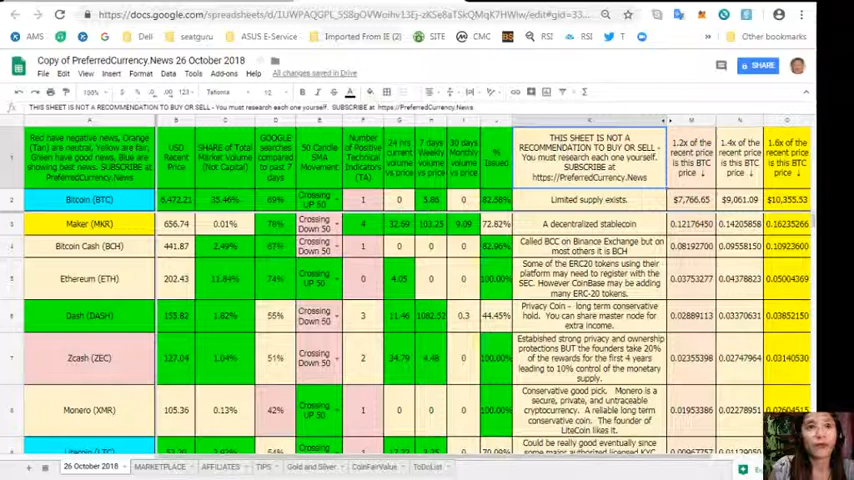 https://docs.google.com/spreadsheets/d/1UWPAQGPL_5S8gOVWoihv13Ej-zKSe8aTSkQMqK7HWlw/edit#gid=33...
AMS
Dell
seatguru
ASUS E-Service
Imported From IE (2)
SITE
CMC
BS
RSI
RSI
T
Other bookmarks
Copy of PreferredCurrency.News 26 October 2018
File Edit View Insert Format Data Tools Add-ons Help All changes saved in Drive
SHARE
100% Tahoma 12
THIS SHEET IS NOT A RECOMMENDATION TO BUY OR SELL - You must research each one yourself. SUBSCRIBE at https://PreferredCurrency.News
A B C D E F G H I J K M N O
1
Red have negative news, Orange
(Tan) are neutral, Yellow are fair,
Green have good news, Blue are
showing best news. SUBSCRIBE at
PreferredCurrency.News
USD
Recent
Price
SHARE of Total
Market Volume
(Not Capital)
GOOGLE
searches
compared
to past 7
days
50 Candle
SMA
Movement
Number
of Positive
Technical
Indicators
(TA)
24 hrs
current
volume
vs price
7 days
Weekly
volume
vs price
30 days
Monthly
volume
vs price
%
Issued
THIS SHEET IS NOT A
RECOMMENDATION TO BUY OR SELL -
You must research each one yourself.
SUBSCRIBE at
https://PreferredCurrency.News
1.2x of the
recent price
is this BTC
price ↓
1.4x of the
recent price
is this BTC
price ↓
1.6x of the
recent price
is this BTC
price ↓
2 Bitcoin (BTC) 6,472.21 35.46% 69% Crossing UP 50 1 0 5.86 0 82.58% Limited supply exists. $7,766.65 $9,061.09 $10,355.53
Maker (MKR) 656.74 0.01% 78% Crossing Down 50 4 32.69 103.25 9.09 72.82% A decentralized stablecoin 0.12176450 0.14205858 0.16235266
4 Bitcoin Cash (BCH) 441.87 2.49% 67% Crossing Down 50 1 0 0 0 82.96% Called BCC on Binance Exchange but on
most others it is BCH 0.08192700 0.09558150 0.10923600
Ethereum (ETH) 202.43 11.84% 74% Crossing UP 50 0 4.05 0 0 100.00% Some of the ERC20 tokens using their
platform may need to register with the
SEC. However CoinBase may be adding
many ERC-20 tokens. 0.03753277 0.04378823 0.05004369
Dash (DASH) 155.82 1.82% 55% Crossing Down 50 3 11.46 1082.52 0.3 44.45% Privacy Coin - long term conservative
hold. You can share master node for
extra income. 0.02889113 0.03370631 0.03852150
7 Zcash (ZEC) 127.04 1.04% 51% Crossing Down 50 2 34.79 9.48 0 100.00% Estabished strong privacy and ownership
protections BUT the founders take 20%
of the rewards for the first 4 years
leading to 10% control of the monetary
supply. 0.02355398 0.02747964 0.03140530
Monero (XMR) 105.36 0.13% 42% Crossing UP 50 1 0 0 0 100.00% Conservative good pick. Monero is a
secure, private, and untraceable
cryptocurrency. A reliable long term
conservative coin. The founder of
LiteCoin likes it. 0.01953386 0.02278951 0.02604515
Litecoin (LTC) Could be really good eventually since
26 October 2018 MARKETPLACE AFFILIATES TIPS Gold and Silver CoinFairValue ToDoList